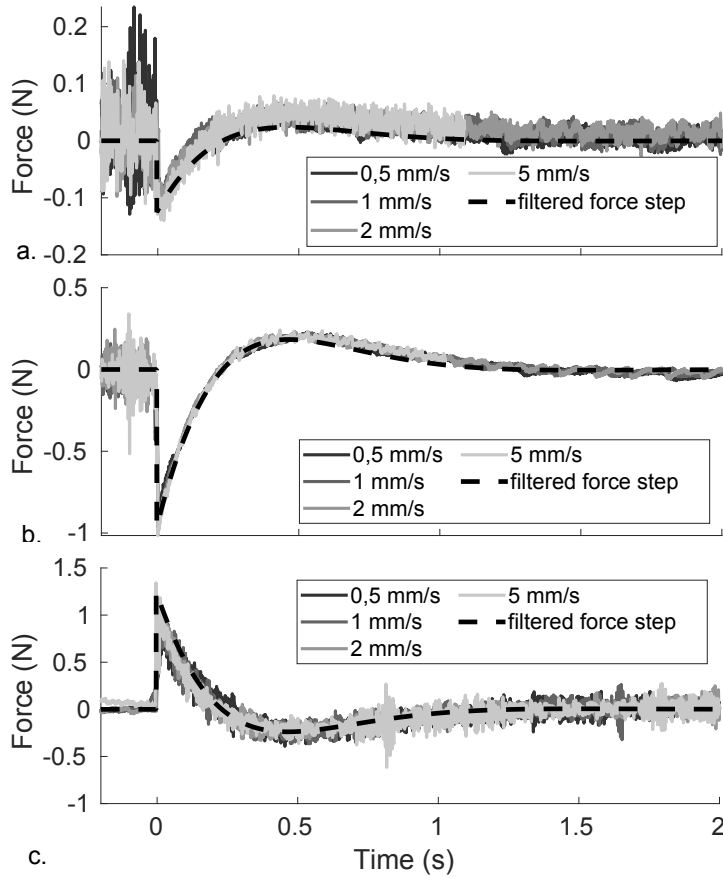 0.2
0.1
0
-0.1
0.2
Force (N)
a.
0,5 mm/s 5 mm/s
1 mm/s filtered force step
2 mm/s
0.5
0
-0.5
-1
Force (N)
b.
0,5 mm/s 5 mm/s
1 mm/s filtered force step
2 mm/s
1.5
1
0.5
0
-0.5
-1
Force (N)
0,5 mm/s 5 mm/s
1 mm/s filtered force step
2 mm/s
0 0.5 1 1.5 2
c.
Time (s)